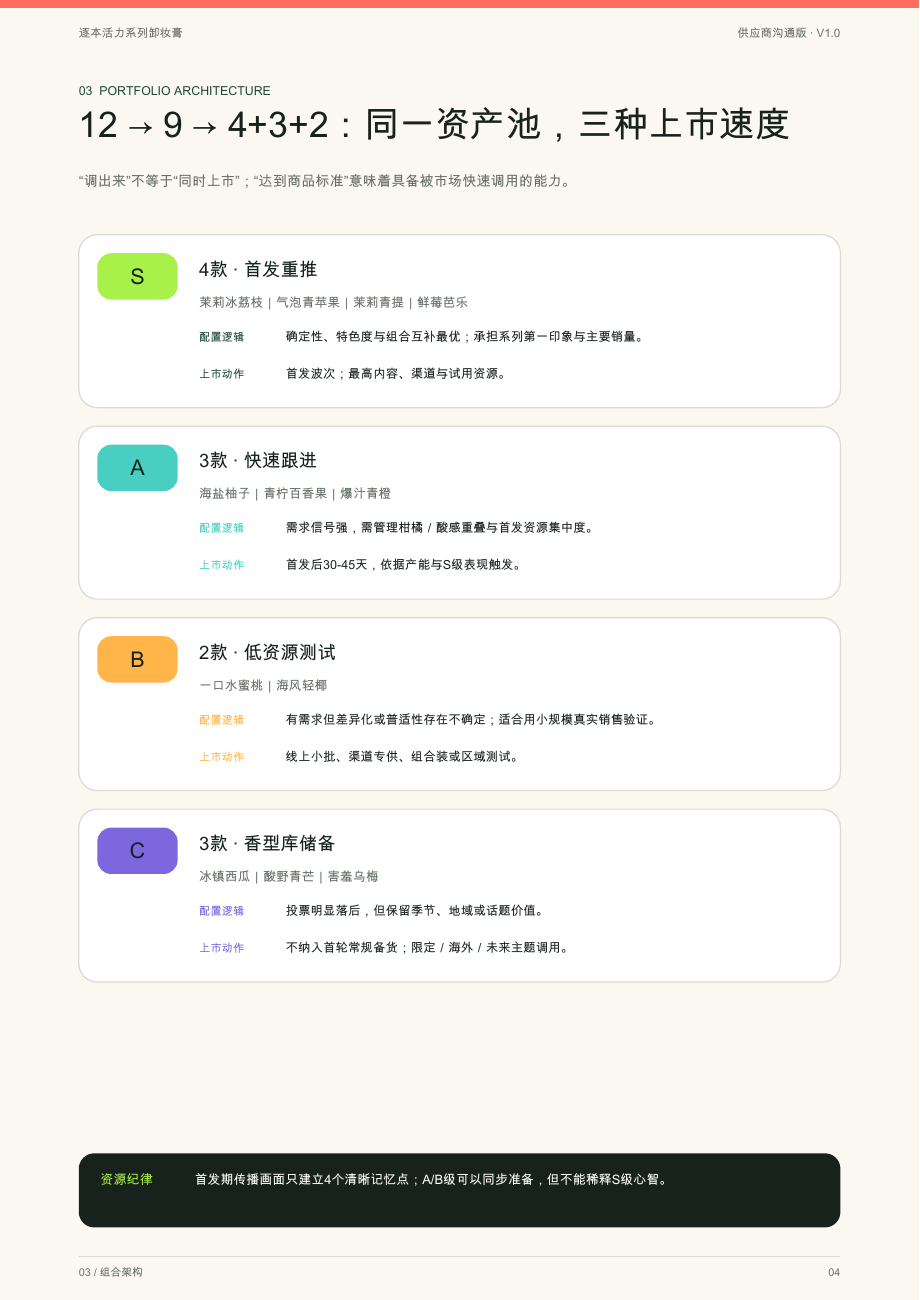 逐本活力系列卸妆膏
供应商沟通版 · V1.0
03 PORTFOLIO ARCHITECTURE
12 → 9 → 4+3+2：同一资产池，三种上市速度
“调出来”不等于“同时上市”；“达到商品标准”意味着具备被市场快速调用的能力。
S
4款 · 首发重推
茉莉冰荔枝 | 气泡青苹果 | 茉莉青提 | 鲜莓芭乐
配置逻辑 确定性、特色度与组合互补最优；承担系列第一印象与主要销量。
上市动作 首发波次；最高内容、渠道与试用资源。
A
3款 · 快速跟进
海盐柚子 | 青柠百香果 | 爆汁青橙
配置逻辑 需求信号强，需管理柑橘 / 酸感重叠与首发资源集中度。
上市动作 首发后30-45天，依据产能与S级表现触发。
B
2款 · 低资源测试
一口水蜜桃 | 海风轻椰
配置逻辑 有需求但差异化或普适性存在不确定；适合用小规模真实销售验证。
上市动作 线上小批、渠道专供、组合装或区域测试。
C
3款 · 香型库储备
冰镇西瓜 | 酸野青芒 | 害羞乌梅
配置逻辑 投票明显落后，但保留季节、地域或话题价值。
上市动作 不纳入首轮常规备货；限定 / 海外 / 未来主题调用。
资源纪律 首发期传播画面只建立4个清晰记忆点；A/B级可以同步准备，但不能稀释S级心智。
03 / 组合架构
04